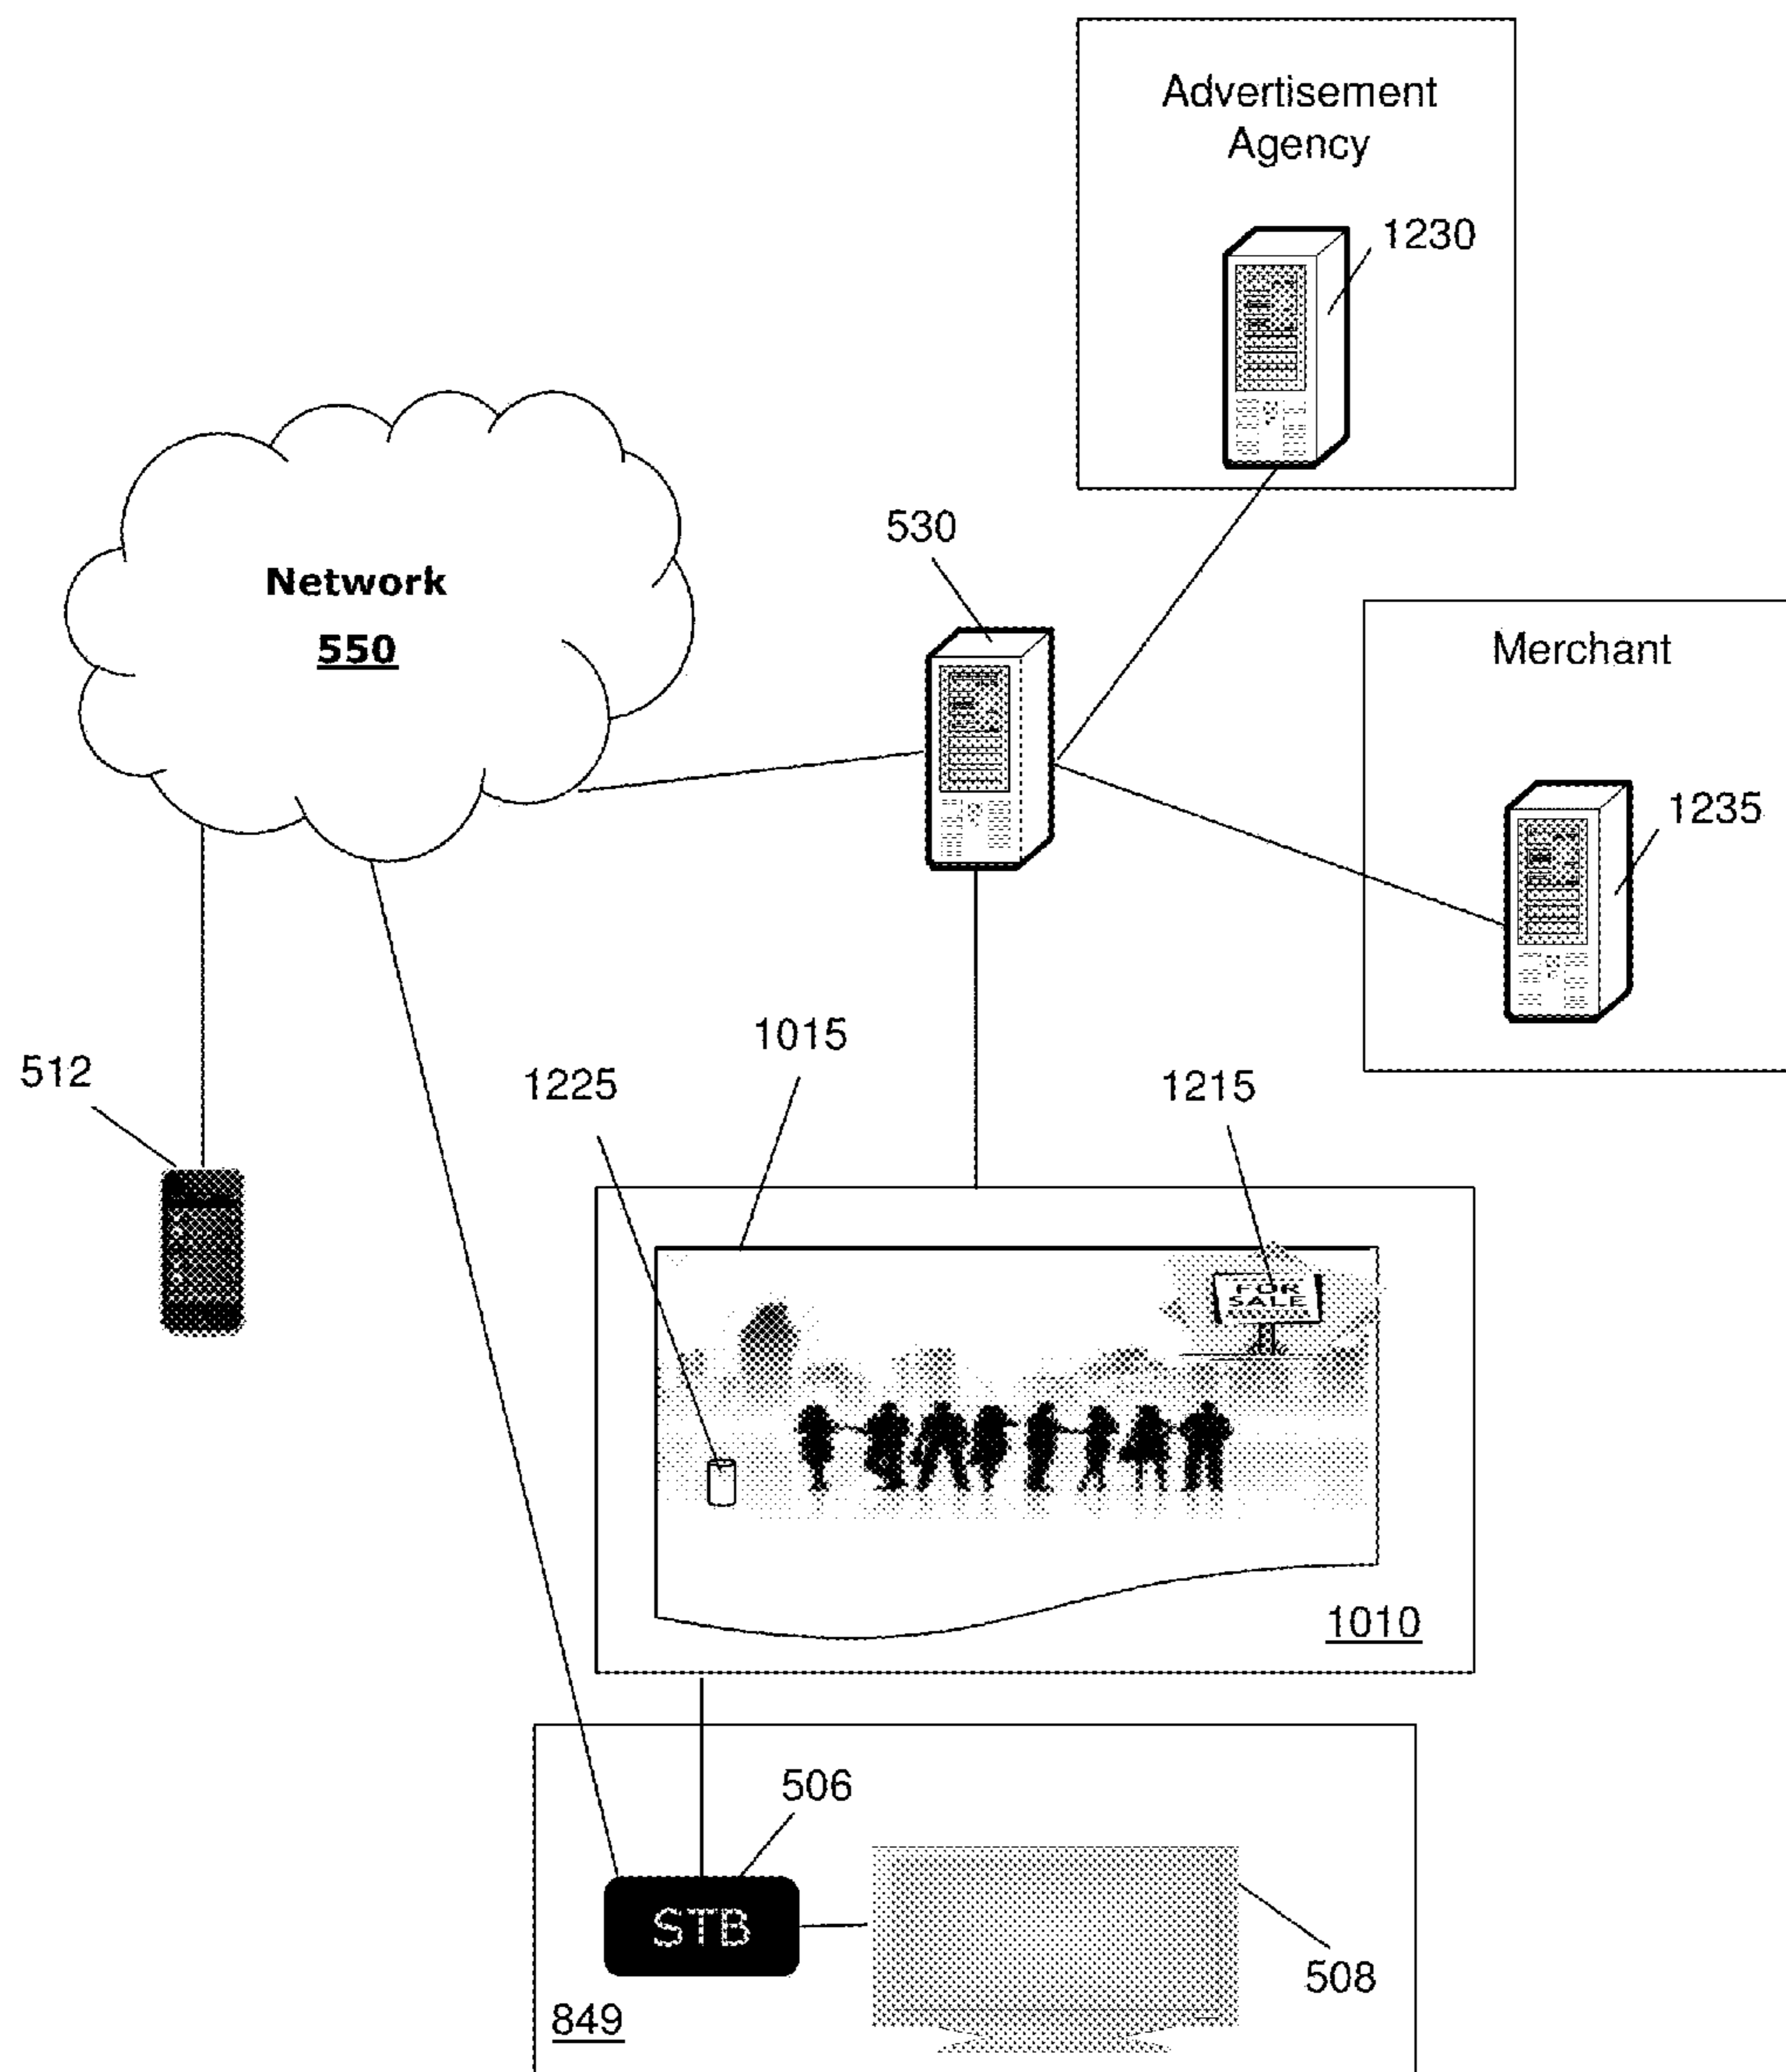 Advertisement
Agency
1230
530
Network
550
Merchant
1235
1015
1225
1215
512
FOR
SALE
1010
506
STB
508
849